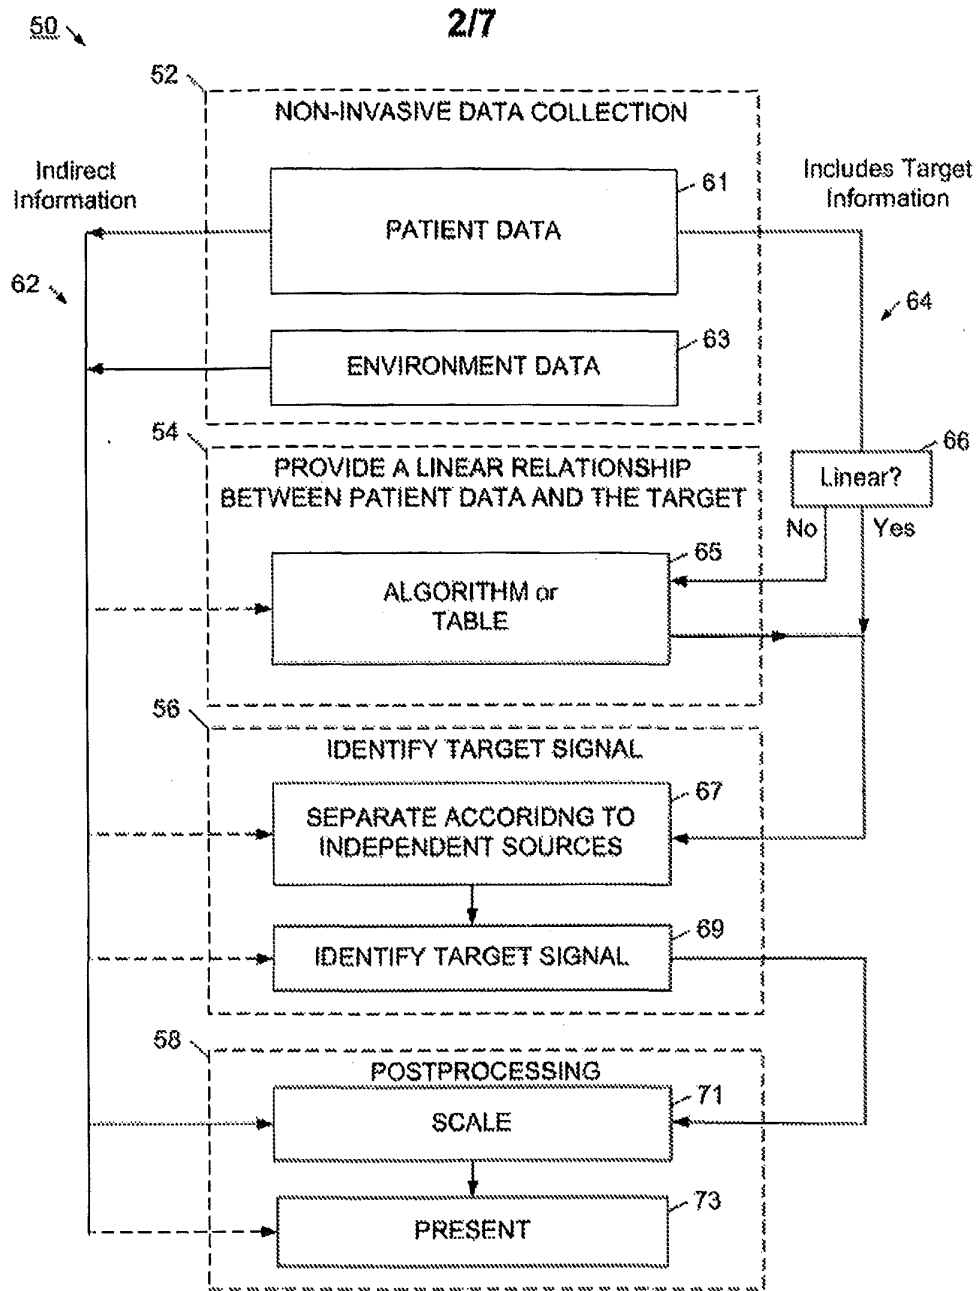 50
2/7
52
NON-INVASIVE DATA COLLECTION
Indirect
Information
Includes Target
Information
61
PATIENT DATA
62
64
63
ENVIRONMENT DATA
54
PROVIDE A LINEAR RELATIONSHIP
BETWEEN PATIENT DATA AND THE TARGET
66
Linear?
No
Yes
65
ALGORITHM or
TABLE
56
IDENTIFY TARGET SIGNAL
67
SEPARATE ACCORIDNG TO
INDEPENDENT SOURCES
69
IDENTIFY TARGET SIGNAL
58
POSTPROCESSING
71
SCALE
73
PRESENT